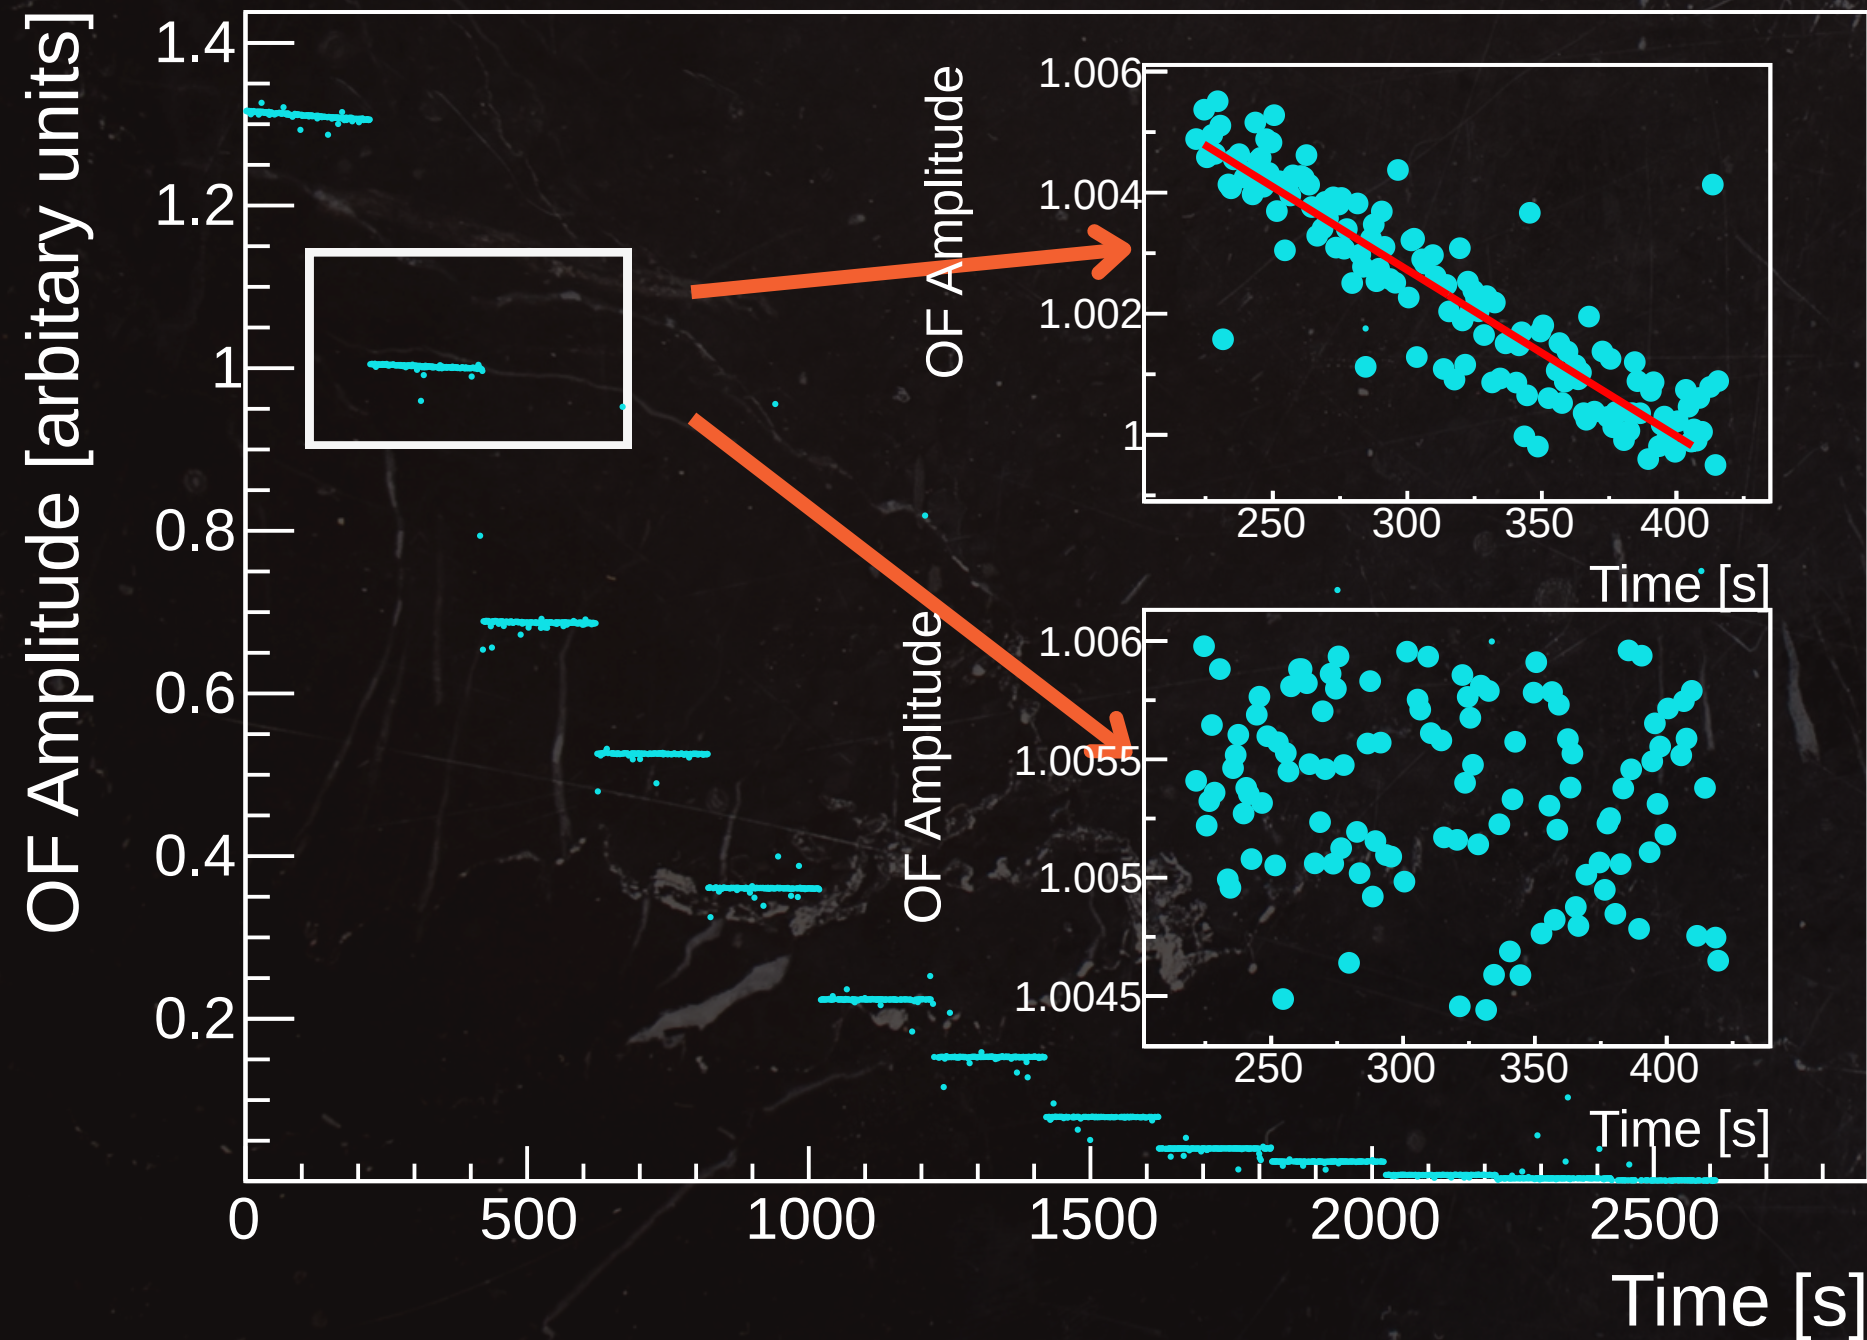 OF Amplitude [arbitary units]
1.4
1.2
1
0.8
0.6
0.4
0.2
0 500 1000 1500 2000 2500
Time [s]
OF Amplitude
1.006
1.004
1.002
1
250 300 350 400
Time [s]
OF Amplitude
1.006
1.0055
1.005
1.0045
250 300 350 400
Time [s]